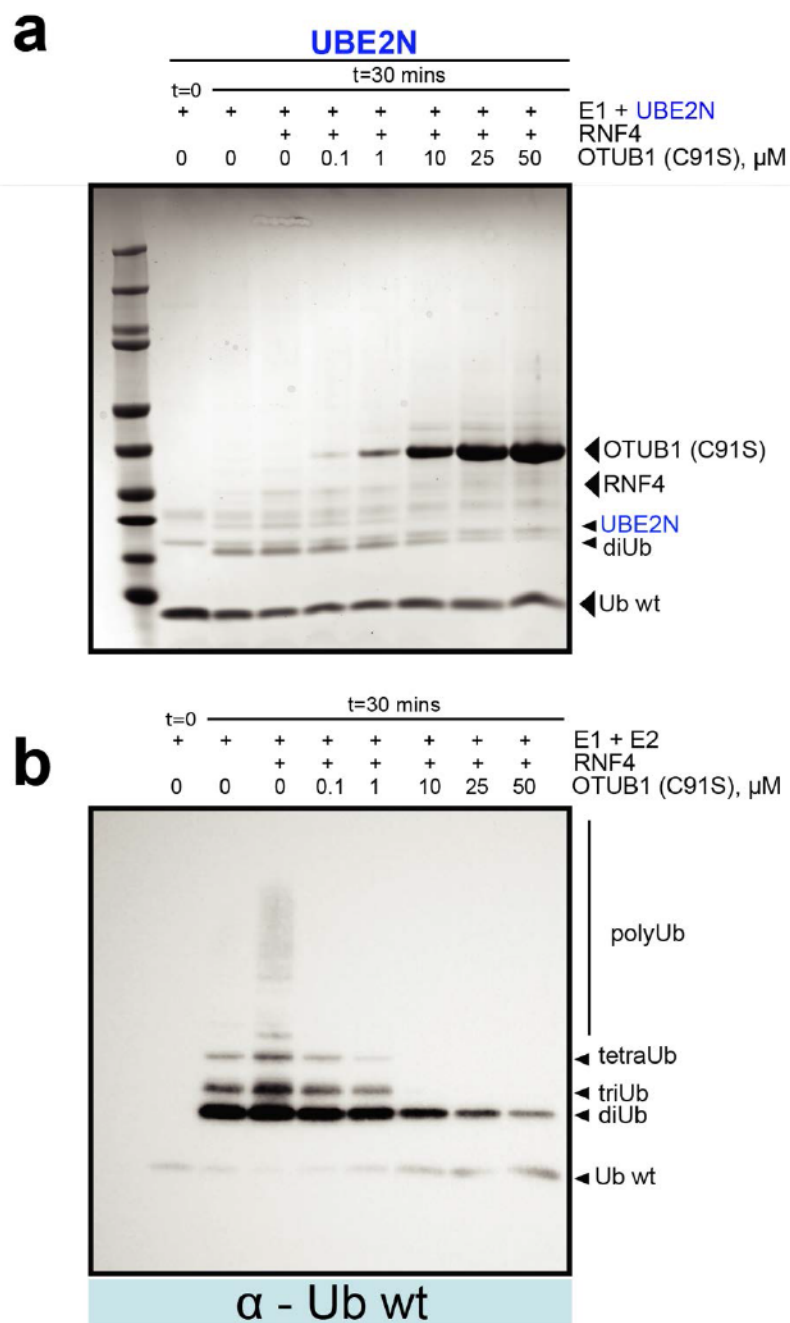 a
UBE2N
t=30 mins
t=0
+ + + + + + + + E1 + UBE2N
+ + + + + + RNF4
0 0 0 0.1 1 10 25 50 OTUB1 (C91S), µM
OTUB1 (C91S)
RNF4
UBE2N
diUb
Ub wt
b
t=30 mins
t=0
+ + + + + + + + E1 + E2
+ + + + + + RNF4
0 0 0 0.1 1 10 25 50 OTUB1 (C91S), µM
polyUb
tetraUb
triUb
diUb
Ub wt
α - Ub wt